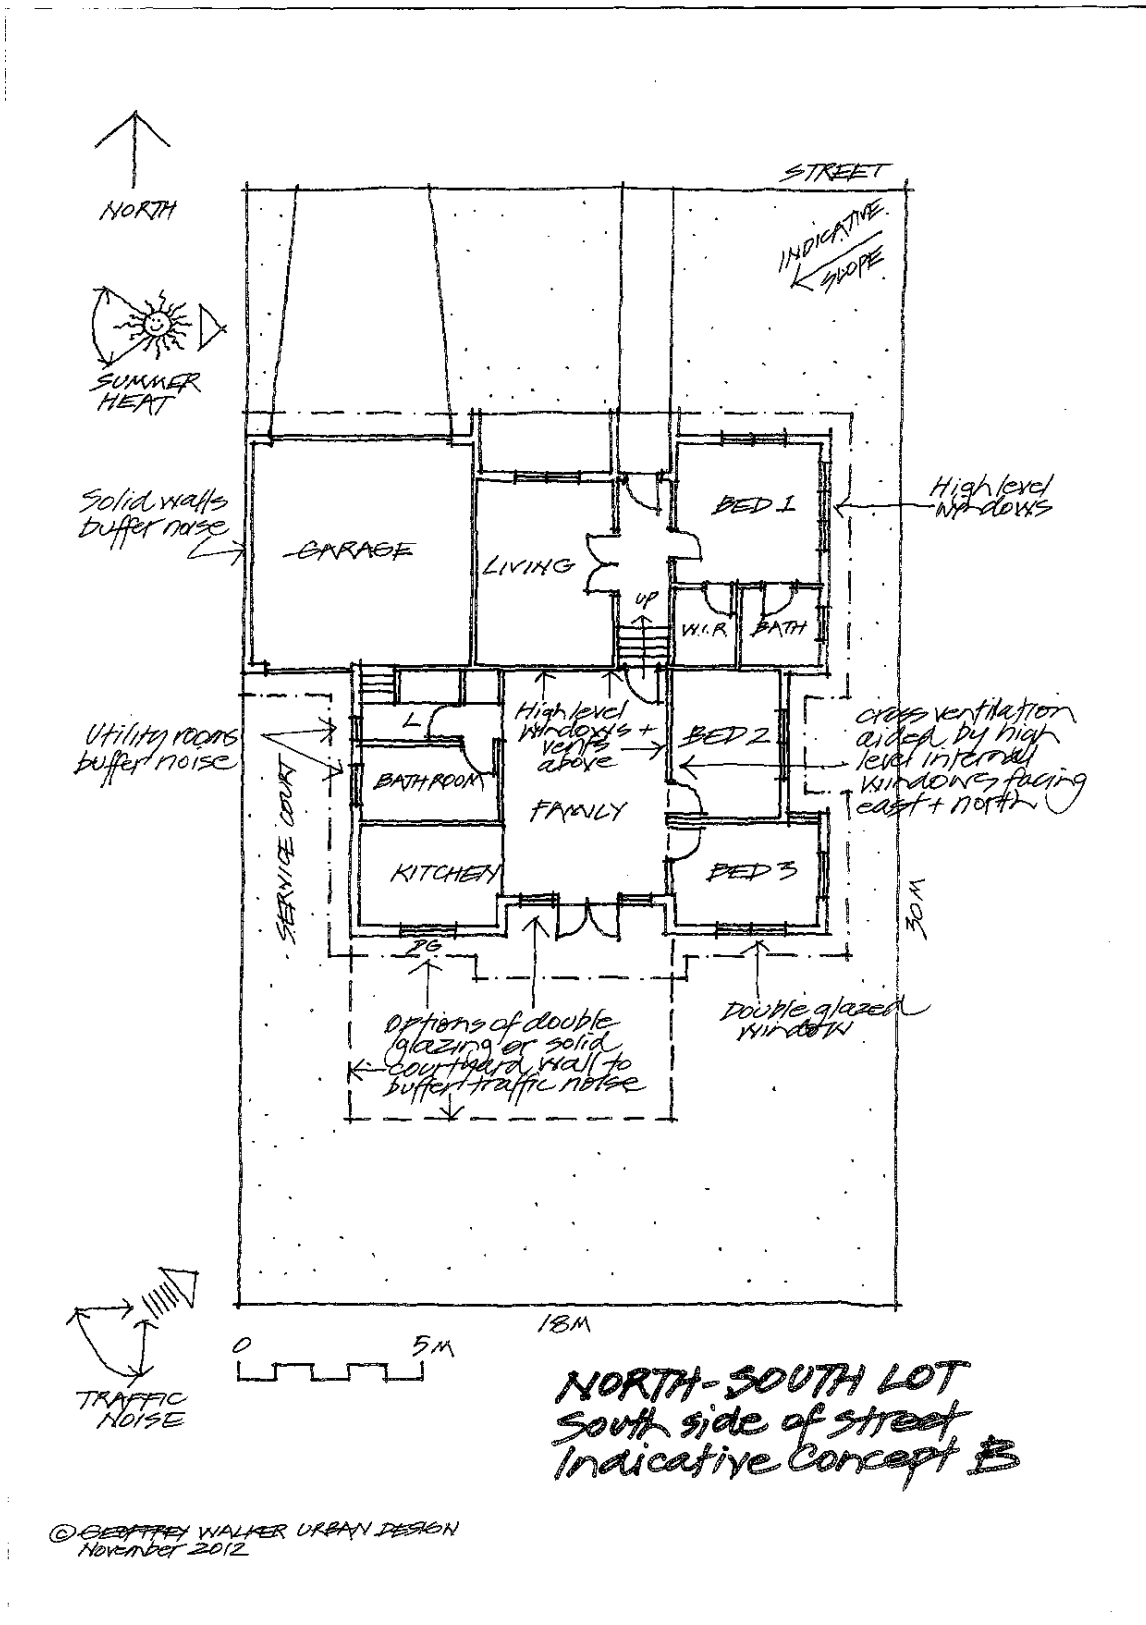 STREET
NORTH
INDICATIVE
SLOPE
SUMMER
HEAT
Solid walls
buffer noise
High level
windows
BED 1
GARAGE
LIVING
UP
W.I.R
BATH
Utility rooms
buffer noise
L
High level
windows +
vents
above
BED 2
cross ventilation
aided by high
level internal
windows facing
east + north
BATHROOM
FAMILY
SERVICE COURT
KITCHEN
BED 3
30M
DG
Options of double
glazing or solid
courtyard wall to
buffer traffic noise
Double glazed
window
18M
0
5M
TRAFFIC
NOISE
NORTH-SOUTH LOT
South side of street
Indicative Concept B
© GEOFFREY WALKER URBAN DESIGN
November 2012